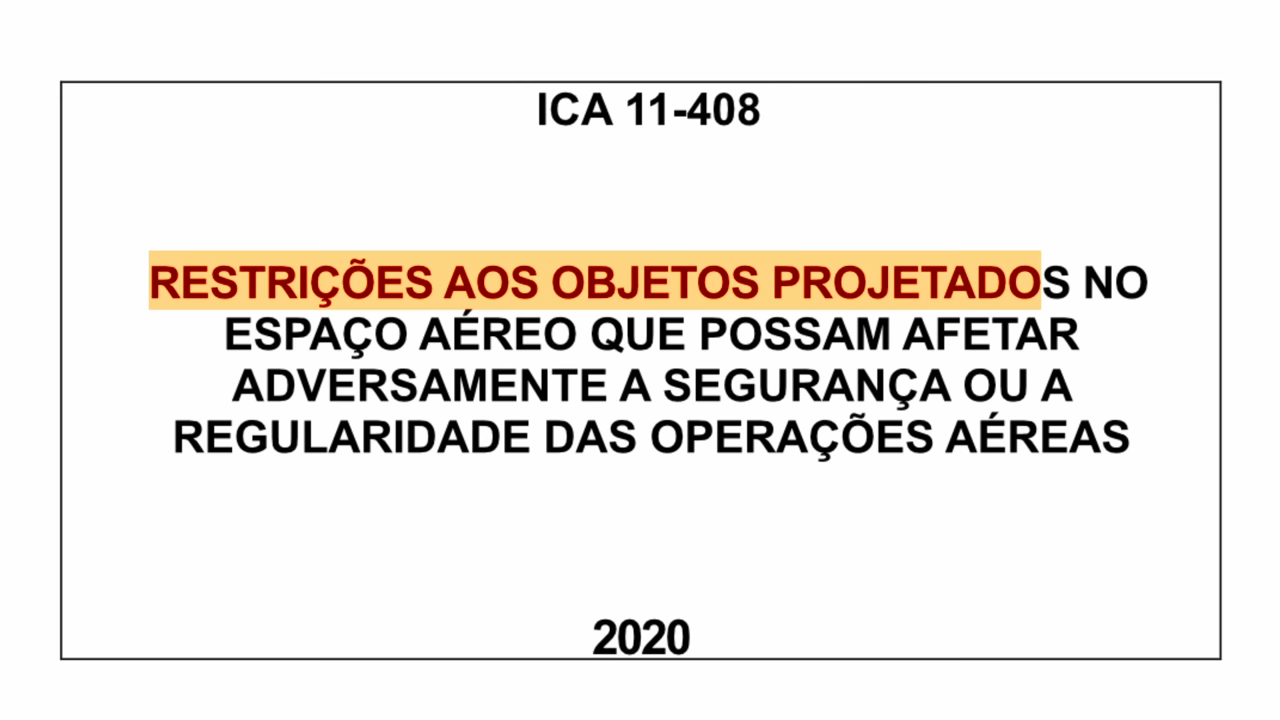 ICA 11-408
RESTRIÇÕES AOS OBJETOS PROJETADOS NO
ESPAÇO AÉREO QUE POSSAM AFETAR
ADVERSAMENTE A SEGURANÇA OU A
REGULARIDADE DAS OPERAÇÕES AÉREAS
2020